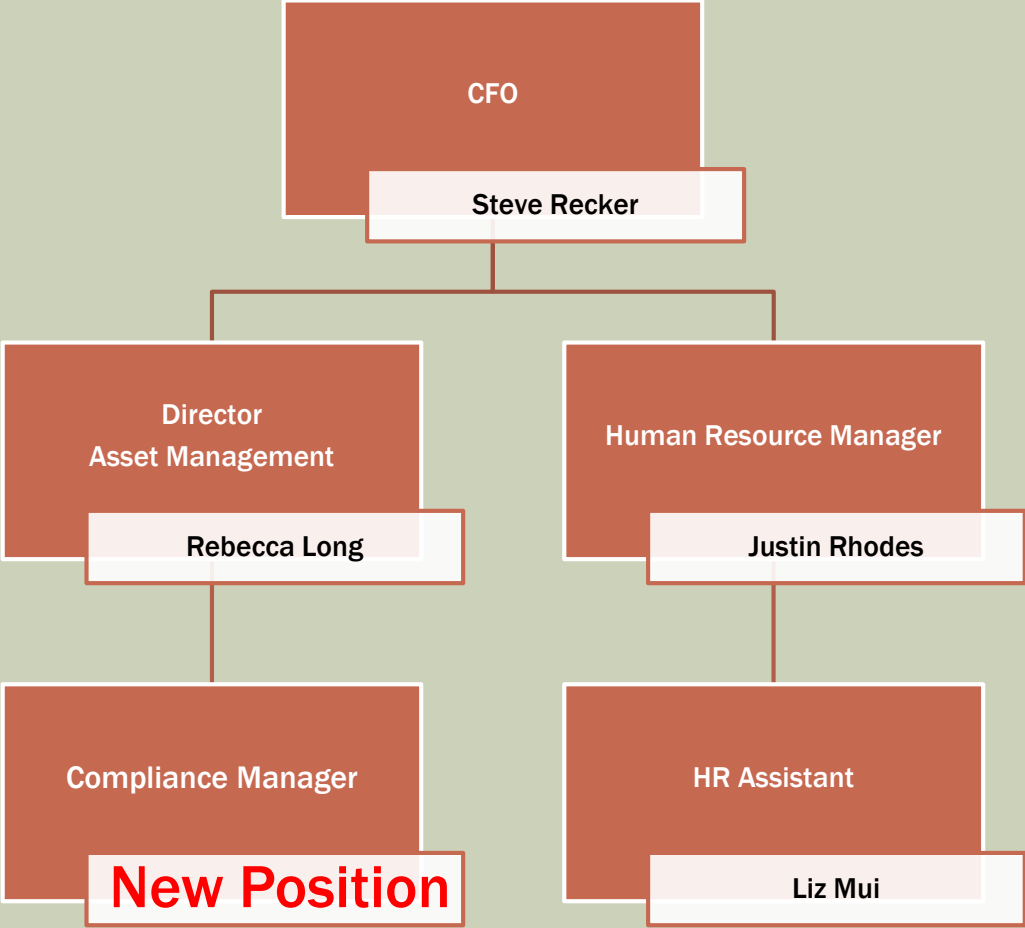 CFO
Steve Recker
Director
Asset Management
Rebecca Long
Human Resource Manager
Justin Rhodes
Compliance Manager
New Position
HR Assistant
Liz Mui